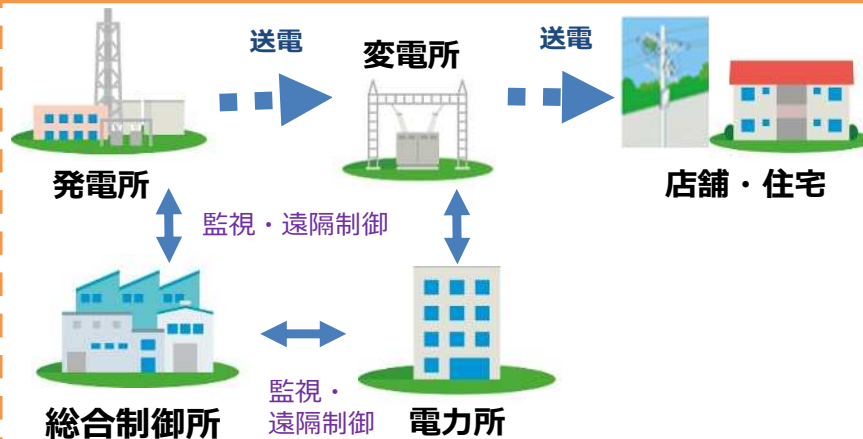 送電
変電所
送電
発電所
店舗・住宅
監視・遠隔制御
監視・
遠隔制御
総合制御所
電力所